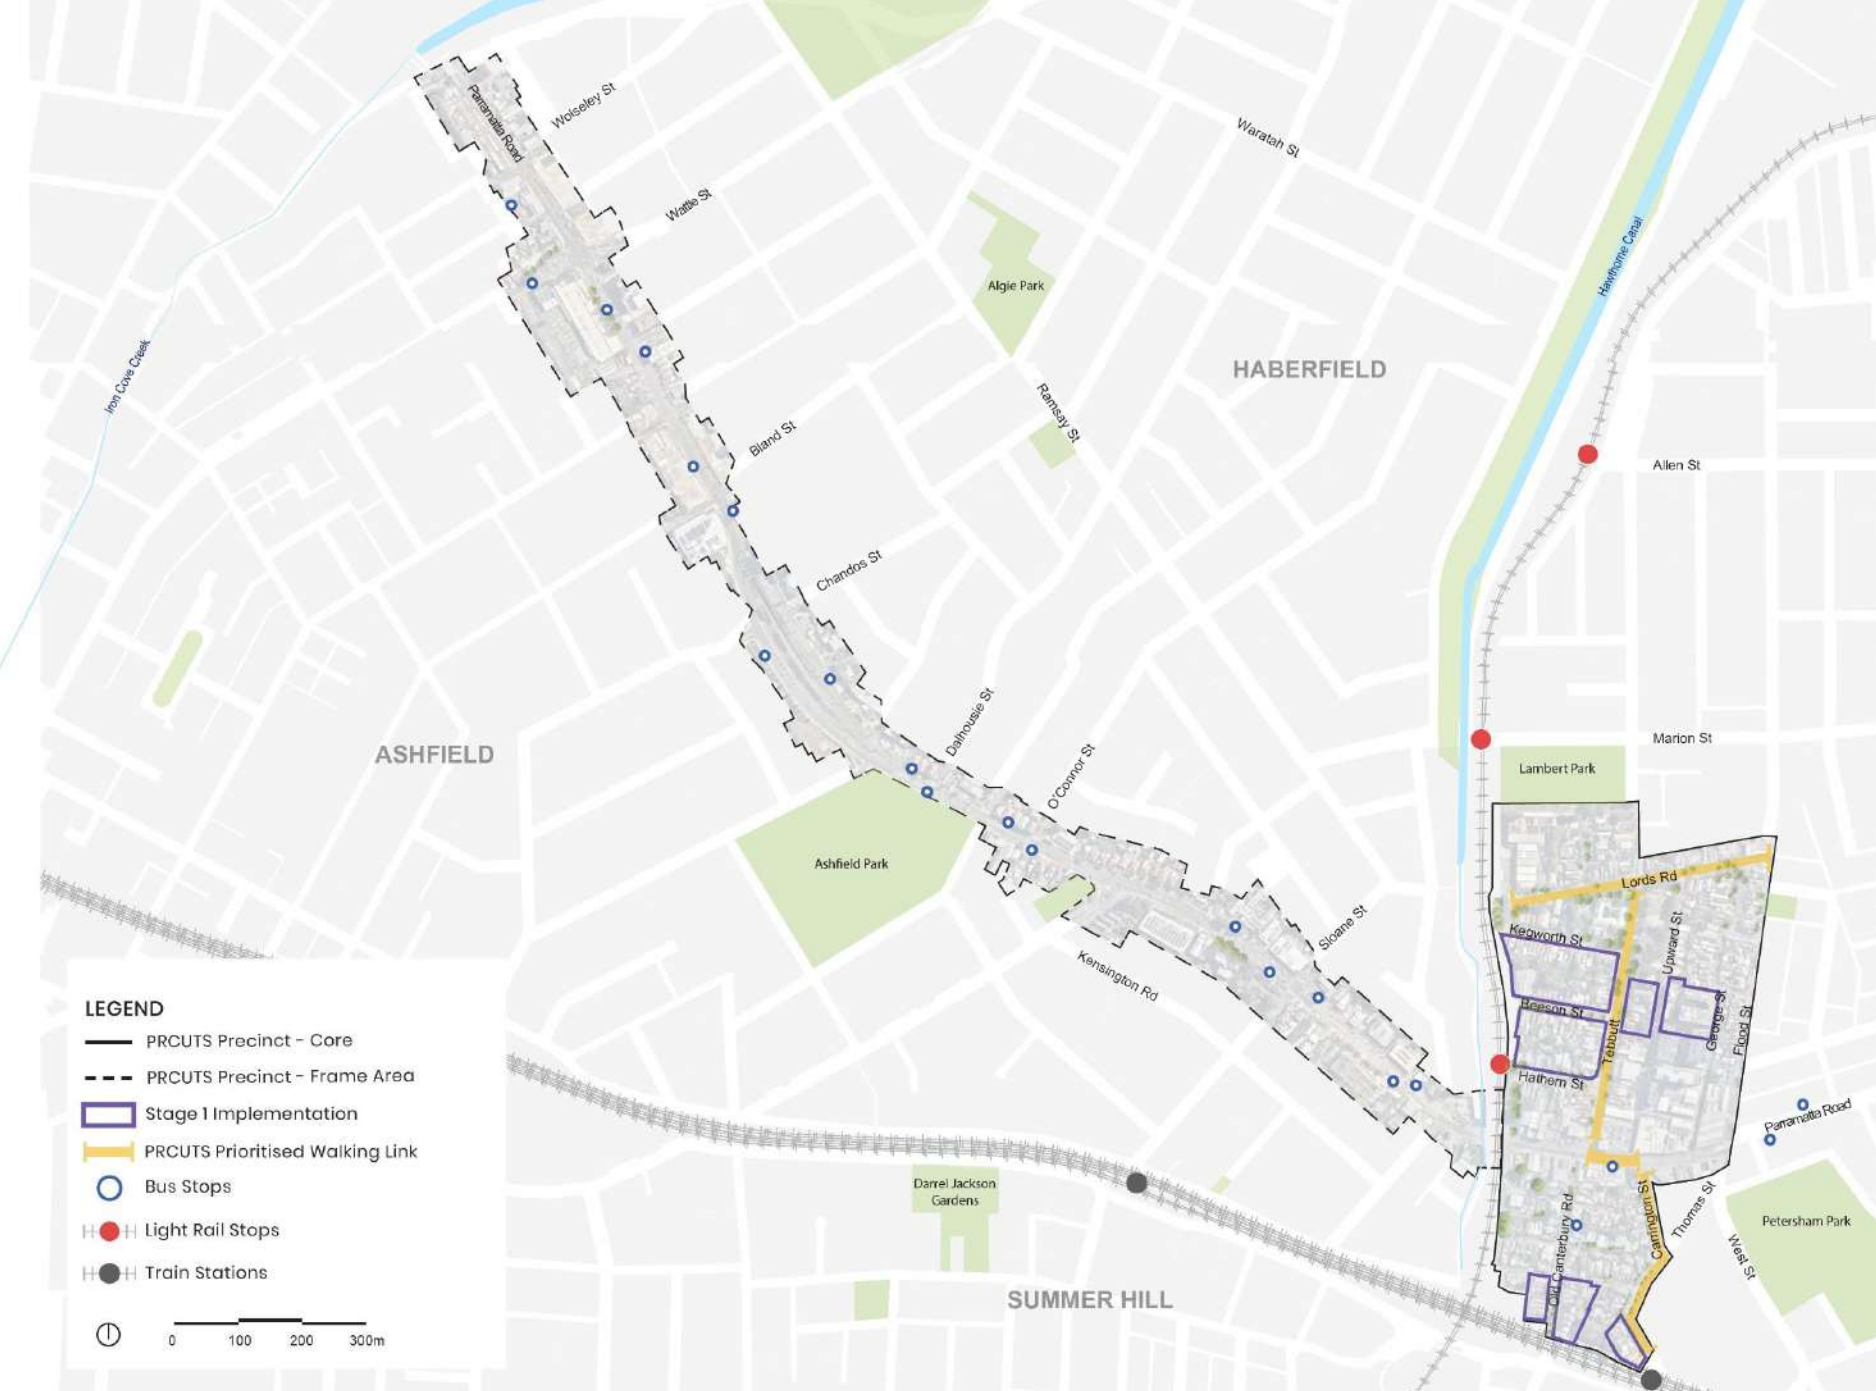 Parramatta Road
Wolseley St
Wattle St
Waratah St
Hawthorne Canal
Algie Park
Iron Cove Creek
HABERFIELD
Ramsay St
Bland St
Allen St
Chandos St
Dalhousie St
O'Connor St
ASHFIELD
Marion St
Lambert Park
Ashfield Park
Lords Rd
Sloane St
Kegworth St
Upward St
Kensington Rd
Beeson St
George St
Flood St
Tebbutt
Hathern St
Parramatta Road
Darrel Jackson
Gardens
Carrington St
Thomas St
Old Canterbury Rd
Petersham Park
West St
SUMMER HILL
LEGEND
PRCUTS Precinct - Core
PRCUTS Precinct - Frame Area
Stage 1 Implementation
PRCUTS Prioritised Walking Link
Bus Stops
Light Rail Stops
Train Stations
0 100 200 300m